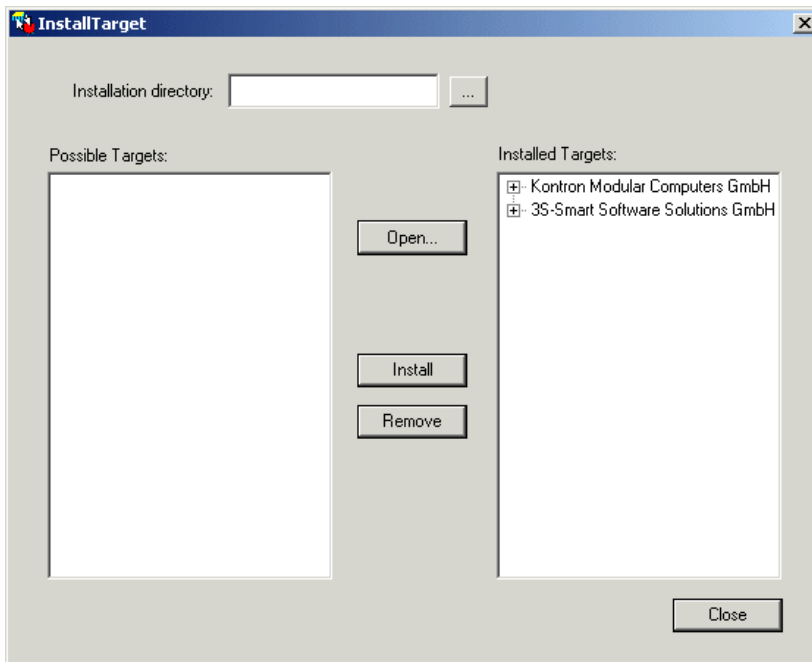 InstallTarget
Installation directory:
...
Possible Targets:
Installed Targets:
Kontron Modular Computers GmbH
3S-Smart Software Solutions GmbH
Open...
Install
Remove
Close